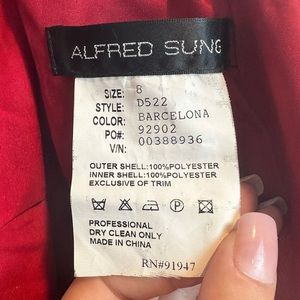 ALFRED SUNG
SIZE: 8
STYLE: D522
COLOR: BARCELONA
PO#: 92902
V/N: 00388936
OUTER SHELL:100%POLYESTER
INNER SHELL:100%POLYESTER
EXCLUSIVE OF TRIM
P
PROFESSIONAL
DRY CLEAN ONLY
MADE IN CHINA
RN#91947